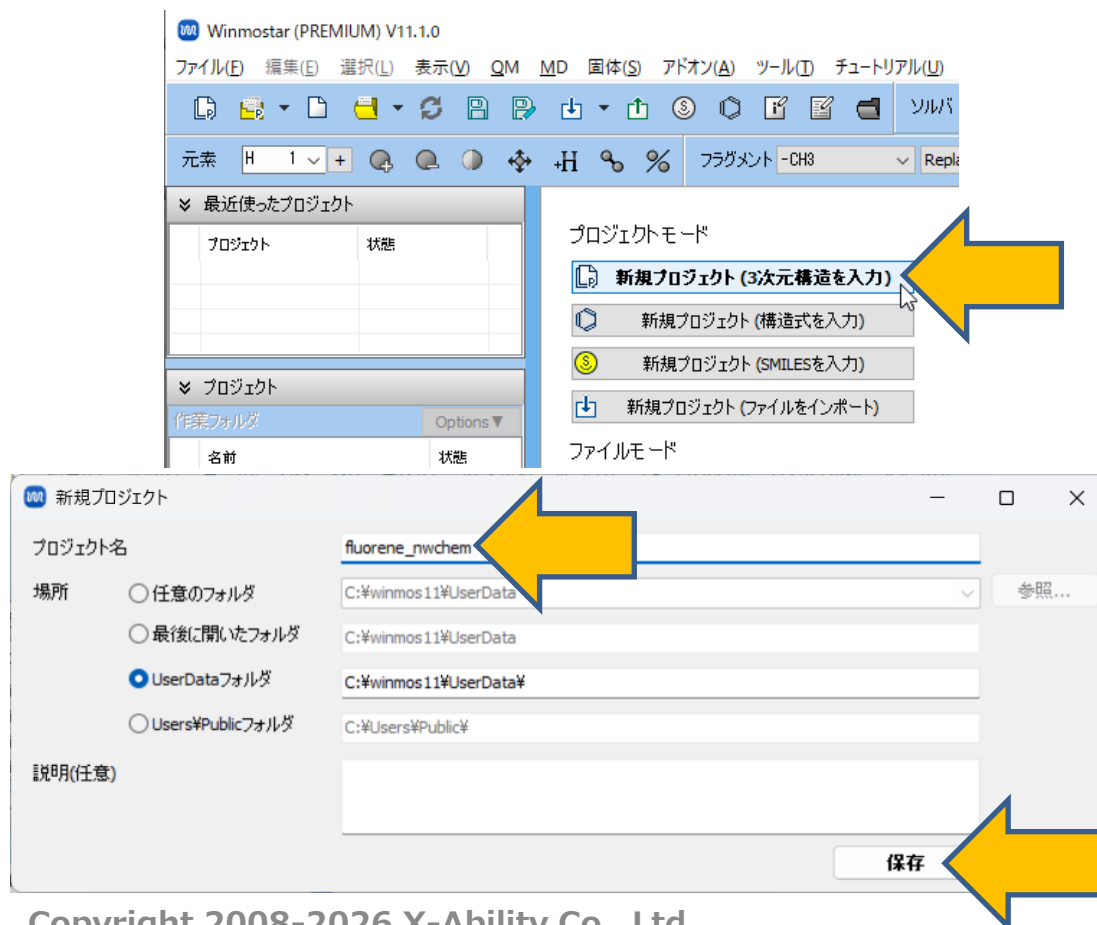 Winmostar (PREMIUM) V11.1.0
ファイル(F) 編集(E) 選択(L) 表示(V) QM MD 固体(S) アドオン(A) ツール(T) チュートリアル(U)
ソルバ
元素 H 1 + +H フラグメント -CH3 Repla
最近使ったプロジェクト
プロジェクト 状態
プロジェクトモード
新規プロジェクト (3次元構造を入力)
新規プロジェクト (構造式を入力)
新規プロジェクト (SMILESを入力)
新規プロジェクト (ファイルをインポート)
ファイルモード
プロジェクト
作業フォルダ Options▼
名前 状態
新規プロジェクト
プロジェクト名 fluorene_nwchem
場所 任意のフォルダ C:¥winmos11¥UserData 参照...
最後に開いたフォルダ C:¥winmos11¥UserData
UserDataフォルダ C:¥winmos11¥UserData¥
Users¥Publicフォルダ C:¥Users¥Public¥
説明(任意)
保存
Copyright 2008-2026 X-Ability Co., Ltd.